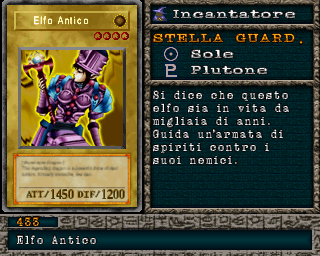 Elfo Antico
ATT/1450 DIF/1200
Incantatore
STELLA GUARD.
Sole
Plutone
Si dice che questo
elfo sia in vita da
migliaia di anni.
Guida un'armata di
spiriti contro i
suoi nemici.
433
Elfo Antico